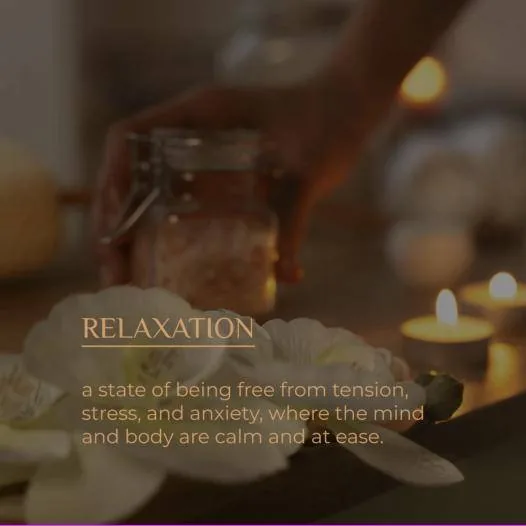 RELAXATION
a state of being free from tension,
stress, and anxiety, where the mind
and body are calm and at ease.